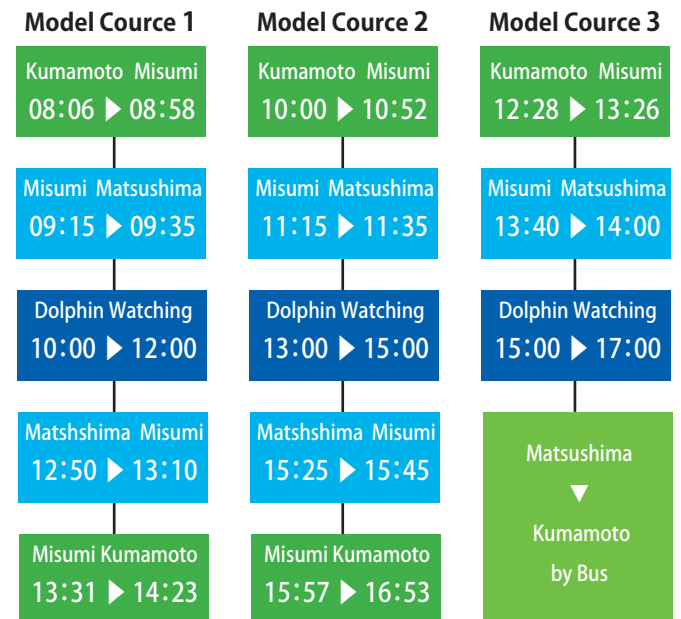 Model Cource 1
Kumamoto Misumi
08:06 ▶ 08:58
Misumi Matsushima
09:15 ▶ 09:35
Dolphin Watching
10:00 ▶ 12:00
Matshshima Misumi
12:50 ▶ 13:10
Misumi Kumamoto
13:31 ▶ 14:23
Model Cource 2
Kumamoto Misumi
10:00 ▶ 10:52
Misumi Matsushima
11:15 ▶ 11:35
Dolphin Watching
13:00 ▶ 15:00
Matshshima Misumi
15:25 ▶ 15:45
Misumi Kumamoto
15:57 ▶ 16:53
Model Cource 3
Kumamoto Misumi
12:28 ▶ 13:26
Misumi Matsushima
13:40 ▶ 14:00
Dolphin Watching
15:00 ▶ 17:00
Matsushima
▼
Kumamoto
by Bus